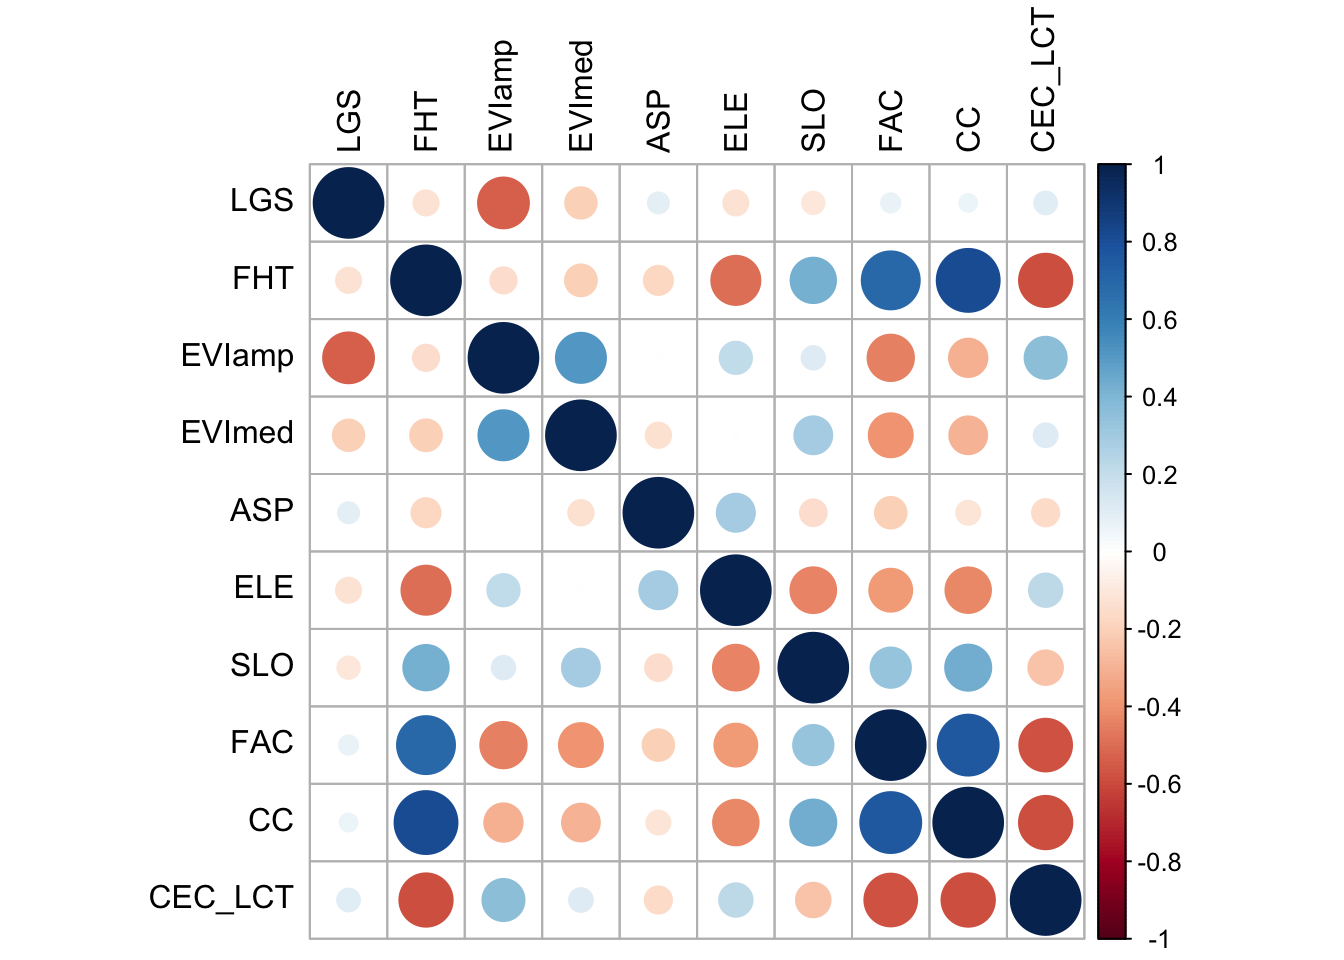 LGS
FHT
EVIamp
EVImed
ASP
ELE
SLO
FAC
CC
CEC_LCT
LGS
FHT
EVIamp
EVImed
ASP
ELE
SLO
FAC
CC
CEC_LCT
1
0.8
0.6
0.4
0.2
0
-0.2
-0.4
-0.6
-0.8
-1